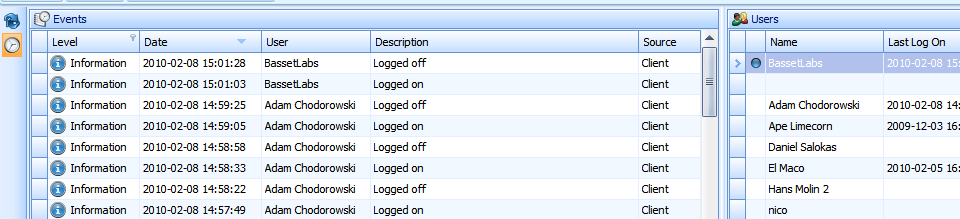 Events
Level Date User Description Source
Information 2010-02-08 15:01:28 BassetLabs Logged off Client
Information 2010-02-08 15:01:03 BassetLabs Logged on Client
Information 2010-02-08 14:59:25 Adam Chodorowski Logged off Client
Information 2010-02-08 14:59:05 Adam Chodorowski Logged on Client
Information 2010-02-08 14:58:58 Adam Chodorowski Logged off Client
Information 2010-02-08 14:58:33 Adam Chodorowski Logged on Client
Information 2010-02-08 14:58:22 Adam Chodorowski Logged off Client
Information 2010-02-08 14:57:49 Adam Chodorowski Logged on Client
Users
Name Last Log On
BassetLabs 2010-02-08 15:
Adam Chodorowski 2010-02-08 14:
Ape Limecorn 2009-12-03 16:
Daniel Salokas
El Maco 2010-02-05 16:
Hans Molin 2
nico